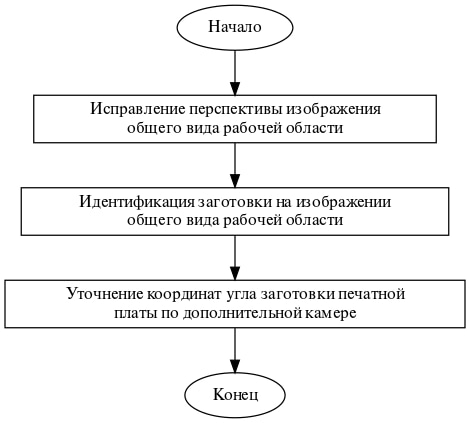 Начало
Исправление перспективы изображения
общего вида рабочей области
Идентификация заготовки на изображении
общего вида рабочей области
Уточнение координат угла заготовки печатной
платы по дополнительной камере
Конец